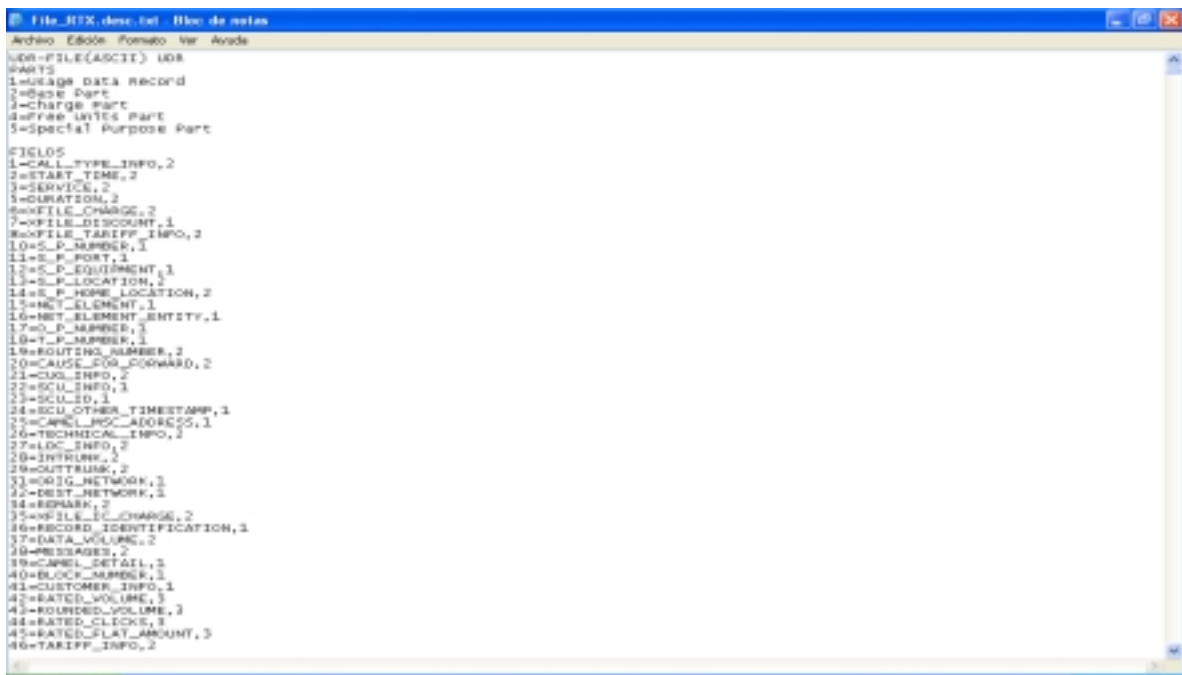 File_RTX.desc.txt - Bloc de notas
Archivo Edición Formato Ver Ayuda
UDR-FILE(ASCII) UDR
PARTS
1=Usage Data Record
2=Base Part
3=Charge Part
4=Free Units Part
5=Special Purpose Part
FIELDS
1=CALL_TYPE_INFO,2
2=START_TIME,2
3=SERVICE,2
5=DURATION,2
6=XFILE_CHARGE,2
7=XFILE_DISCOUNT,1
8=XFILE_TARIFF_INFO,2
10=S_P_NUMBER,1
11=S_P_PORT,1
12=S_P_EQUIPMENT,1
13=S_P_LOCATION,2
14=S_P_HOME_LOCATION,2
15=NET_ELEMENT,1
16=NET_ELEMENT_ENTITY,1
17=O_P_NUMBER,1
18=T_P_NUMBER,1
19=ROUTING_NUMBER,2
20=CAUSE_FOR_FORWARD,2
21=CUG_INFO,2
22=SCU_INFO,1
23=SCU_ID,1
24=SCU_OTHER_TIMESTAMP,1
25=CAMEL_MSC_ADDRESS,1
26=TECHNICAL_INFO,2
27=LOC_INFO,2
28=INTRUNK,2
29=OUTTRUNK,2
31=ORIG_NETWORK,1
32=DEST_NETWORK,1
34=REMARK,2
35=XFILE_IC_CHARGE,2
36=RECORD_IDENTIFICATION,1
37=DATA_VOLUME,2
38=MESSAGES,2
39=CAMEL_DETAIL,1
40=BLOCK_NUMBER,1
41=CUSTOMER_INFO,1
42=RATED_VOLUME,3
43=ROUNDED_VOLUME,3
44=RATED_CLICKS,3
45=RATED_FLAT_AMOUNT,3
46=TARIFF_INFO,2